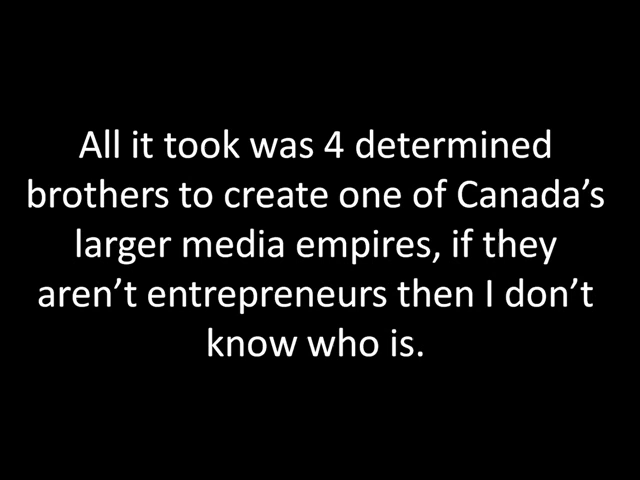 All it took was 4 determined
brothers to create one of Canada’s
larger media empires, if they
aren’t entrepreneurs then I don’t
know who is.